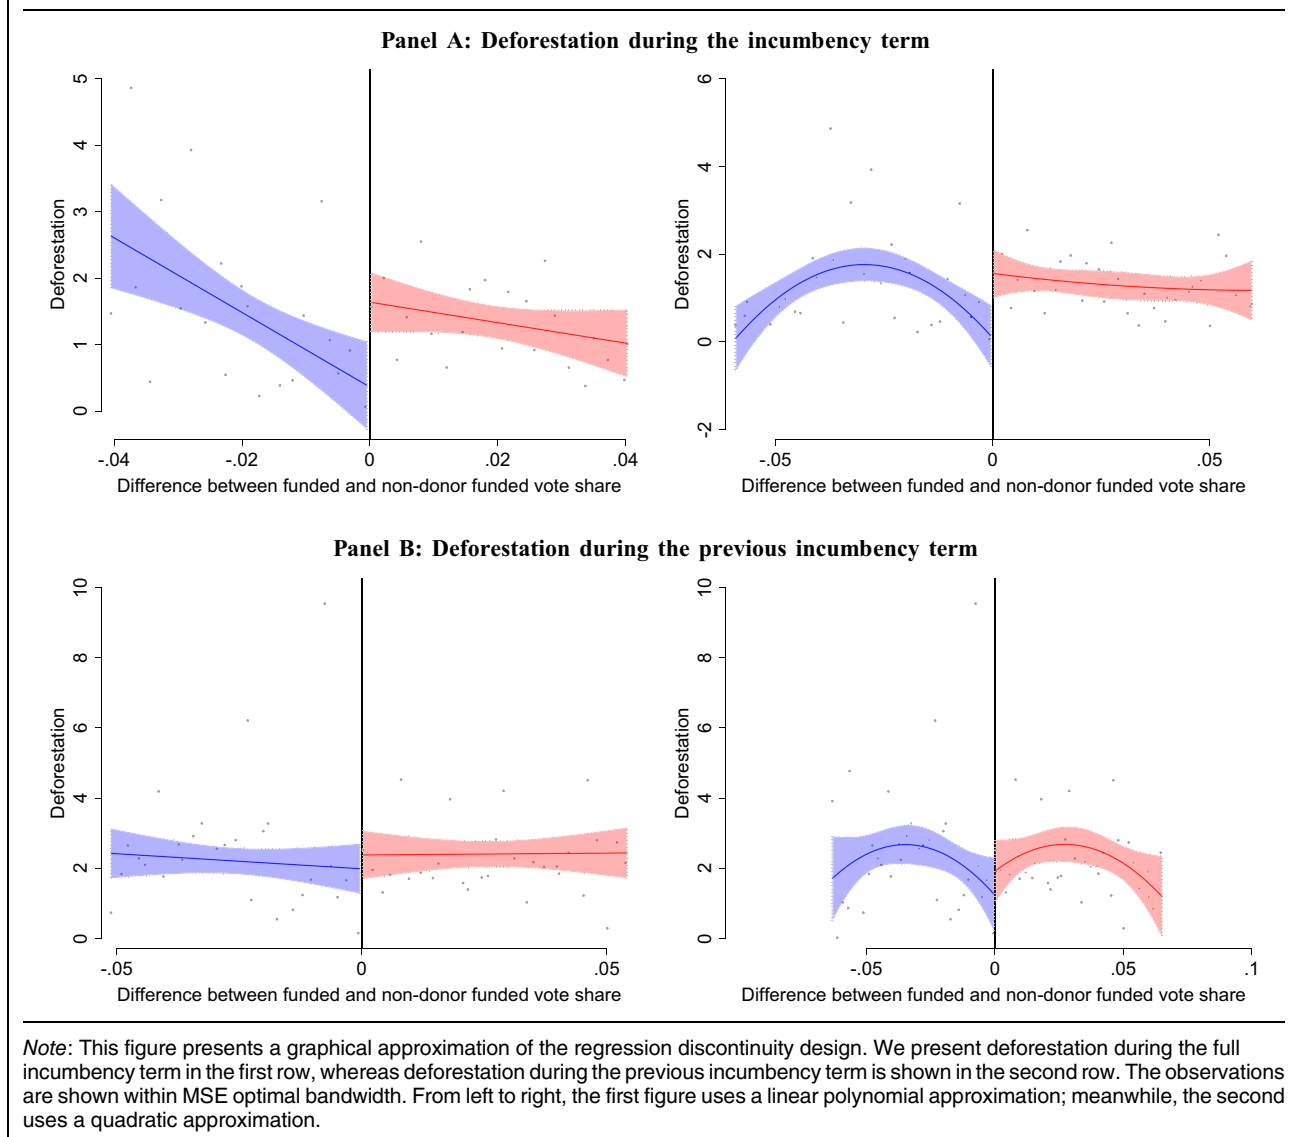 Panel A: Deforestation during the incumbency term
5
4
3
2
1
0
Deforestation
-.04
-.02
0
.02
.04
Difference between funded and non-donor funded vote share
6
4
2
0
-2
Deforestation
-.05
0
.05
Difference between funded and non-donor funded vote share
Panel B: Deforestation during the previous incumbency term
10
8
6
4
2
0
Deforestation
-.05
0
.05
Difference between funded and non-donor funded vote share
10
8
6
4
2
0
Deforestation
-.05
0
.05
.1
Difference between funded and non-donor funded vote share
Note: This figure presents a graphical approximation of the regression discontinuity design. We present deforestation during the full
incumbency term in the first row, whereas deforestation during the previous incumbency term is shown in the second row. The observations
are shown within MSE optimal bandwidth. From left to right, the first figure uses a linear polynomial approximation; meanwhile, the second
uses a quadratic approximation.